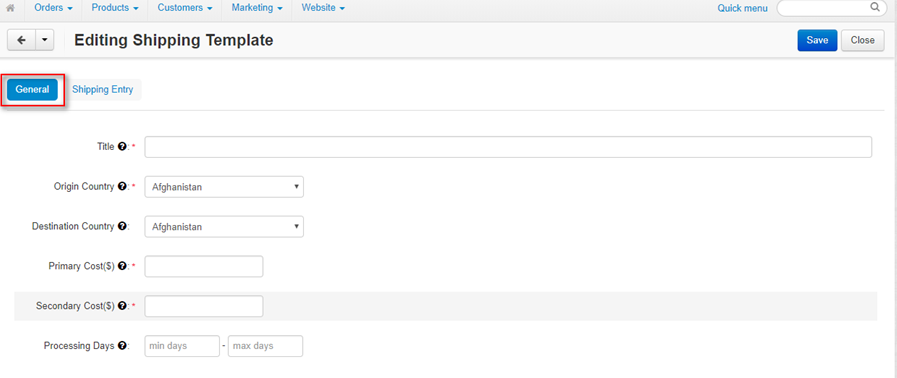 Orders Products Customers Marketing Website Quick menu
Editing Shipping Template Save Close
General Shipping Entry
Title ?: *
Origin Country ?: * Afghanistan
Destination Country ?: Afghanistan
Primary Cost($) ?: *
Secondary Cost($) ?: *
Processing Days ?: min days - max days